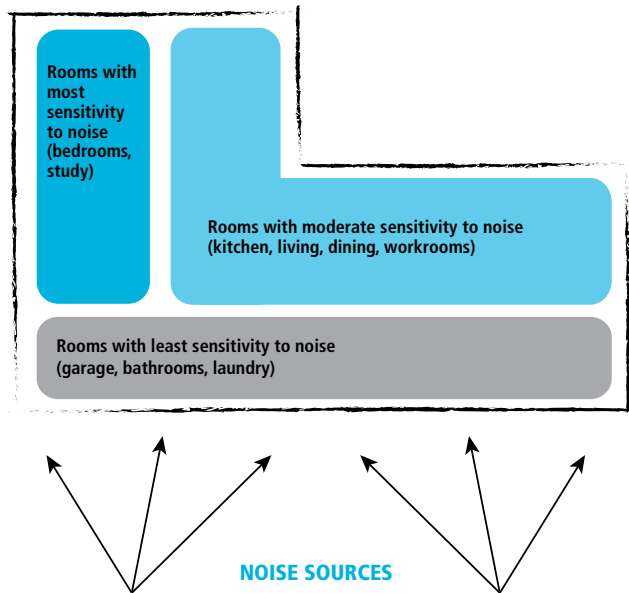 Rooms with
most
sensitivity
to noise
(bedrooms,
study)
Rooms with moderate sensitivity to noise
(kitchen, living, dining, workrooms)
Rooms with least sensitivity to noise
(garage, bathrooms, laundry)
NOISE SOURCES